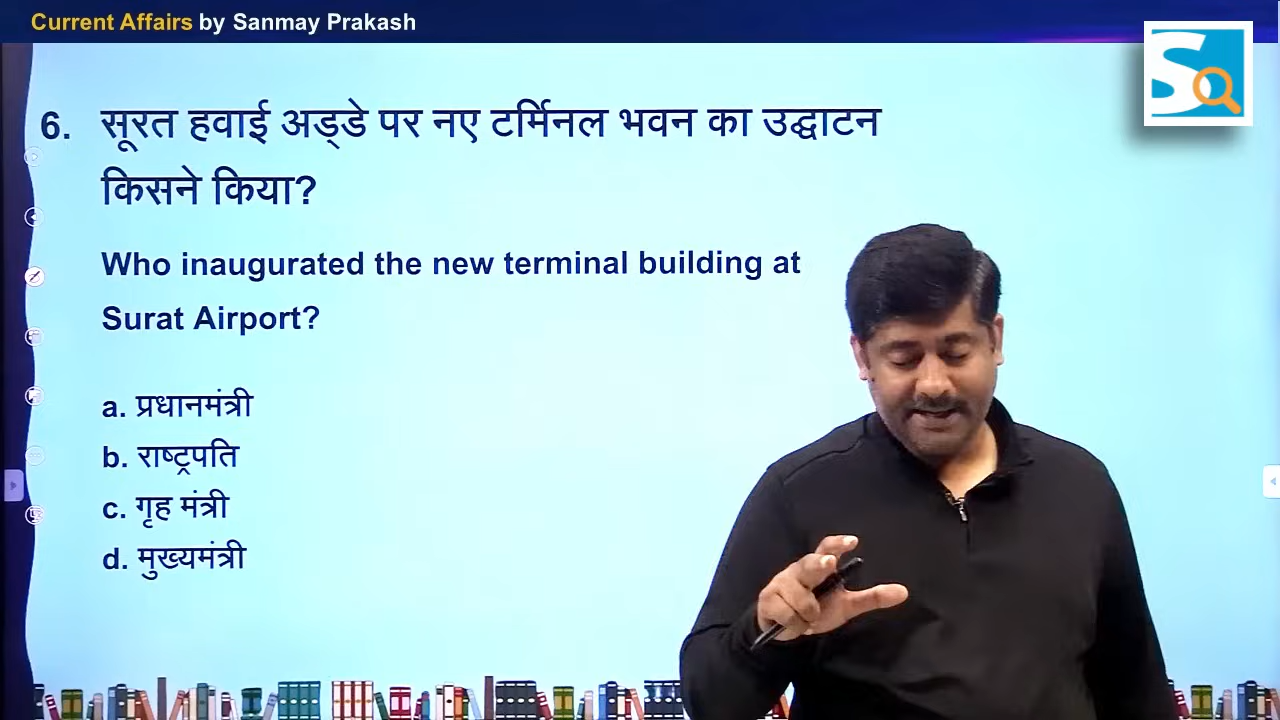 Current Affairs by Sanmay Prakash
6. सूरत हवाई अड्डे पर नए टर्मिनल भवन का उद्घाटन
किसने किया?
Who inaugurated the new terminal building at
Surat Airport?
a. प्रधानमंत्री
b. राष्ट्रपति
c. गृह मंत्री
d. मुख्यमंत्री